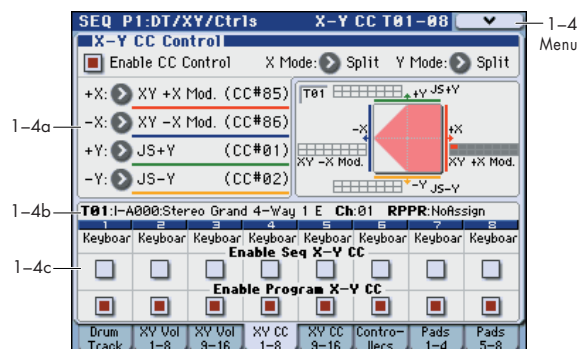 SEQ P1:DT/XY/Ctrls X-Y CC T01-08
1-4
Menu
X-Y CC Control
Enable CC Control X Mode: Split Y Mode: Split
+X: XY +X Mod. (CC#85)
-X: XY -X Mod. (CC#86)
+Y: JS+Y (CC#01)
-Y: JS-Y (CC#02)
T01
+Y JS+Y
-X
+X
XY -X Mod.
XY +X Mod.
-Y JS-Y
1-4a
1-4b
T01:I-A000:Stereo Grand 4-Way 1 E Ch:01 RPPR:NoAssign
1 2 3 4 5 6 7 8
Keyboar Keyboar Keyboar Keyboar Keyboar Keyboar Keyboar Keyboar
Enable Seq X-Y CC
1-4c
Enable Program X-Y CC
Drum Track
XY Vol 1-8
XY Vol 9-16
XY CC 1-8
XY CC 9-16
Contro-llers
Pads 1-4
Pads 5-8